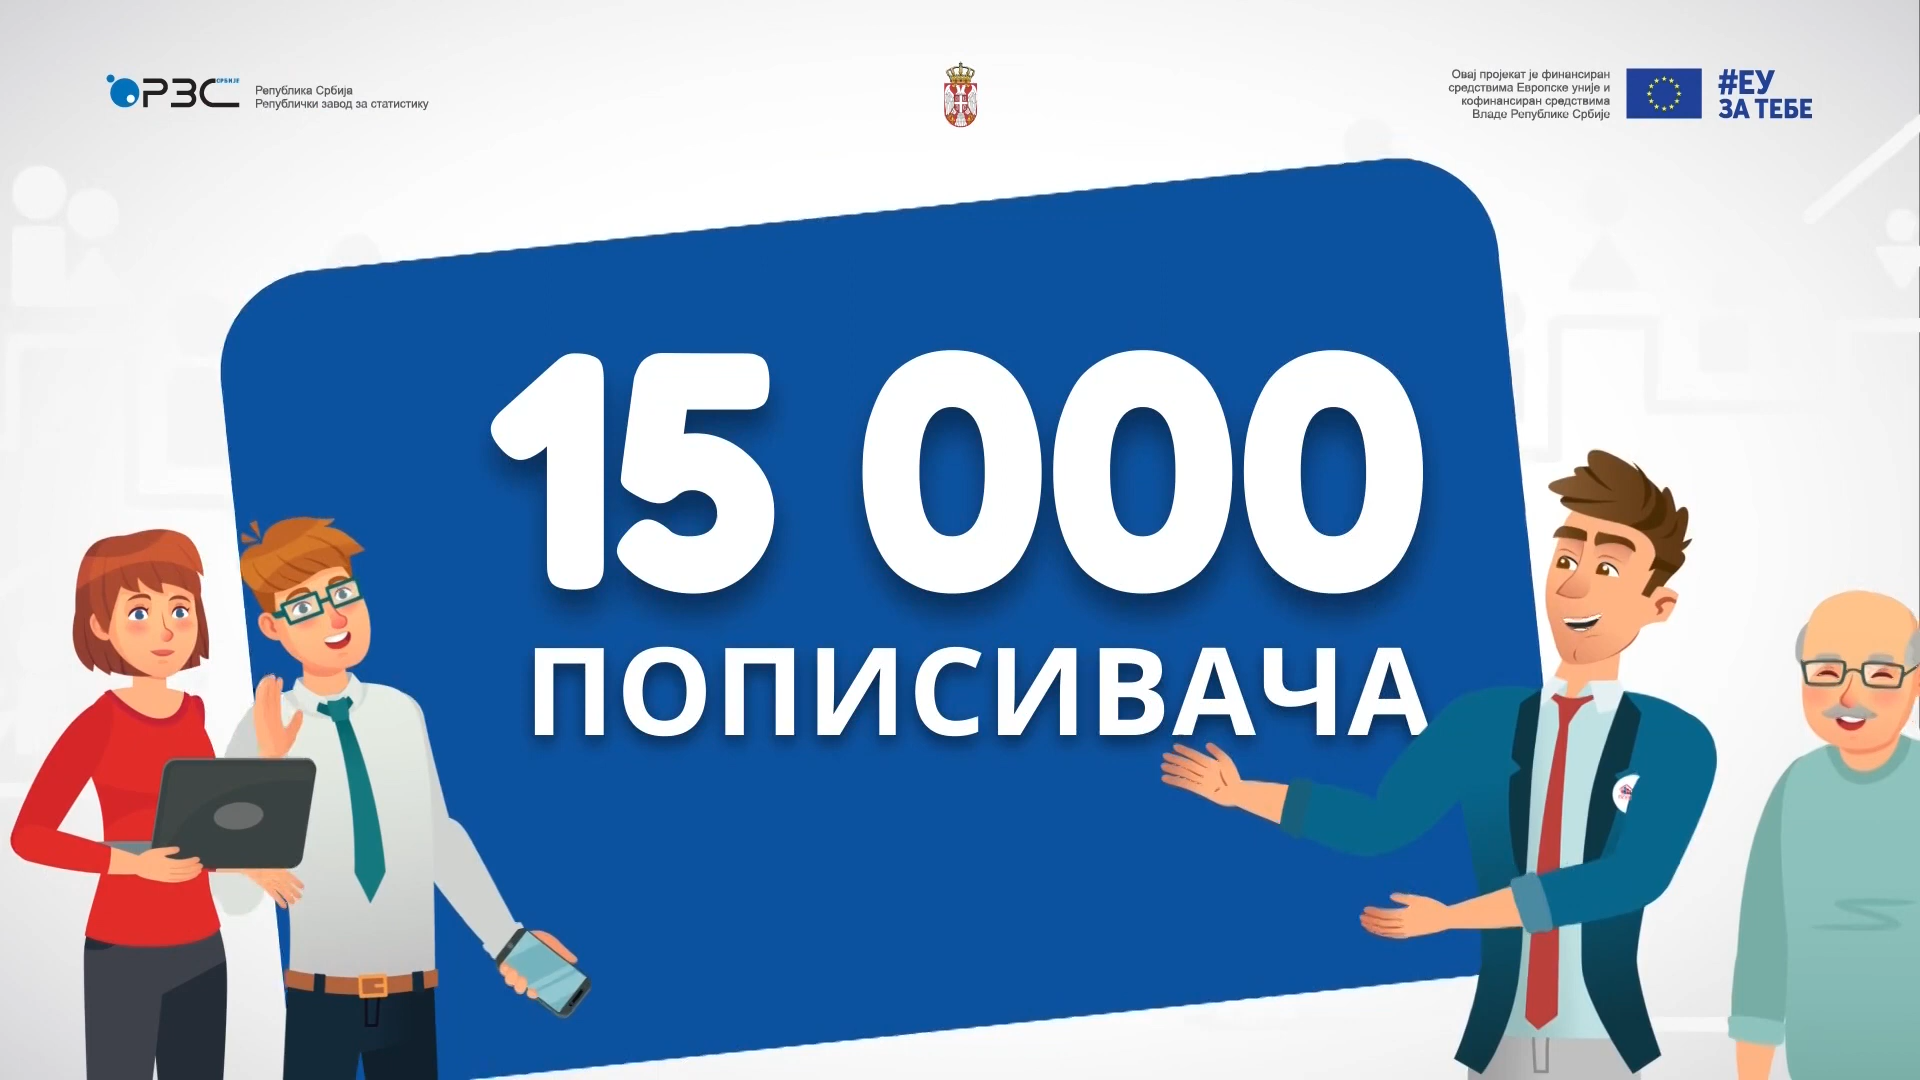 РЗС СРБИЈЕ
Република Србија
Републички завод за статистику
Овај пројекат је финансиран
средствима Европске уније и
кофинансиран средствима
Владе Републике Србије
#ЕУ
ЗА ТЕБЕ
15 000
ПОПИСИВАЧА